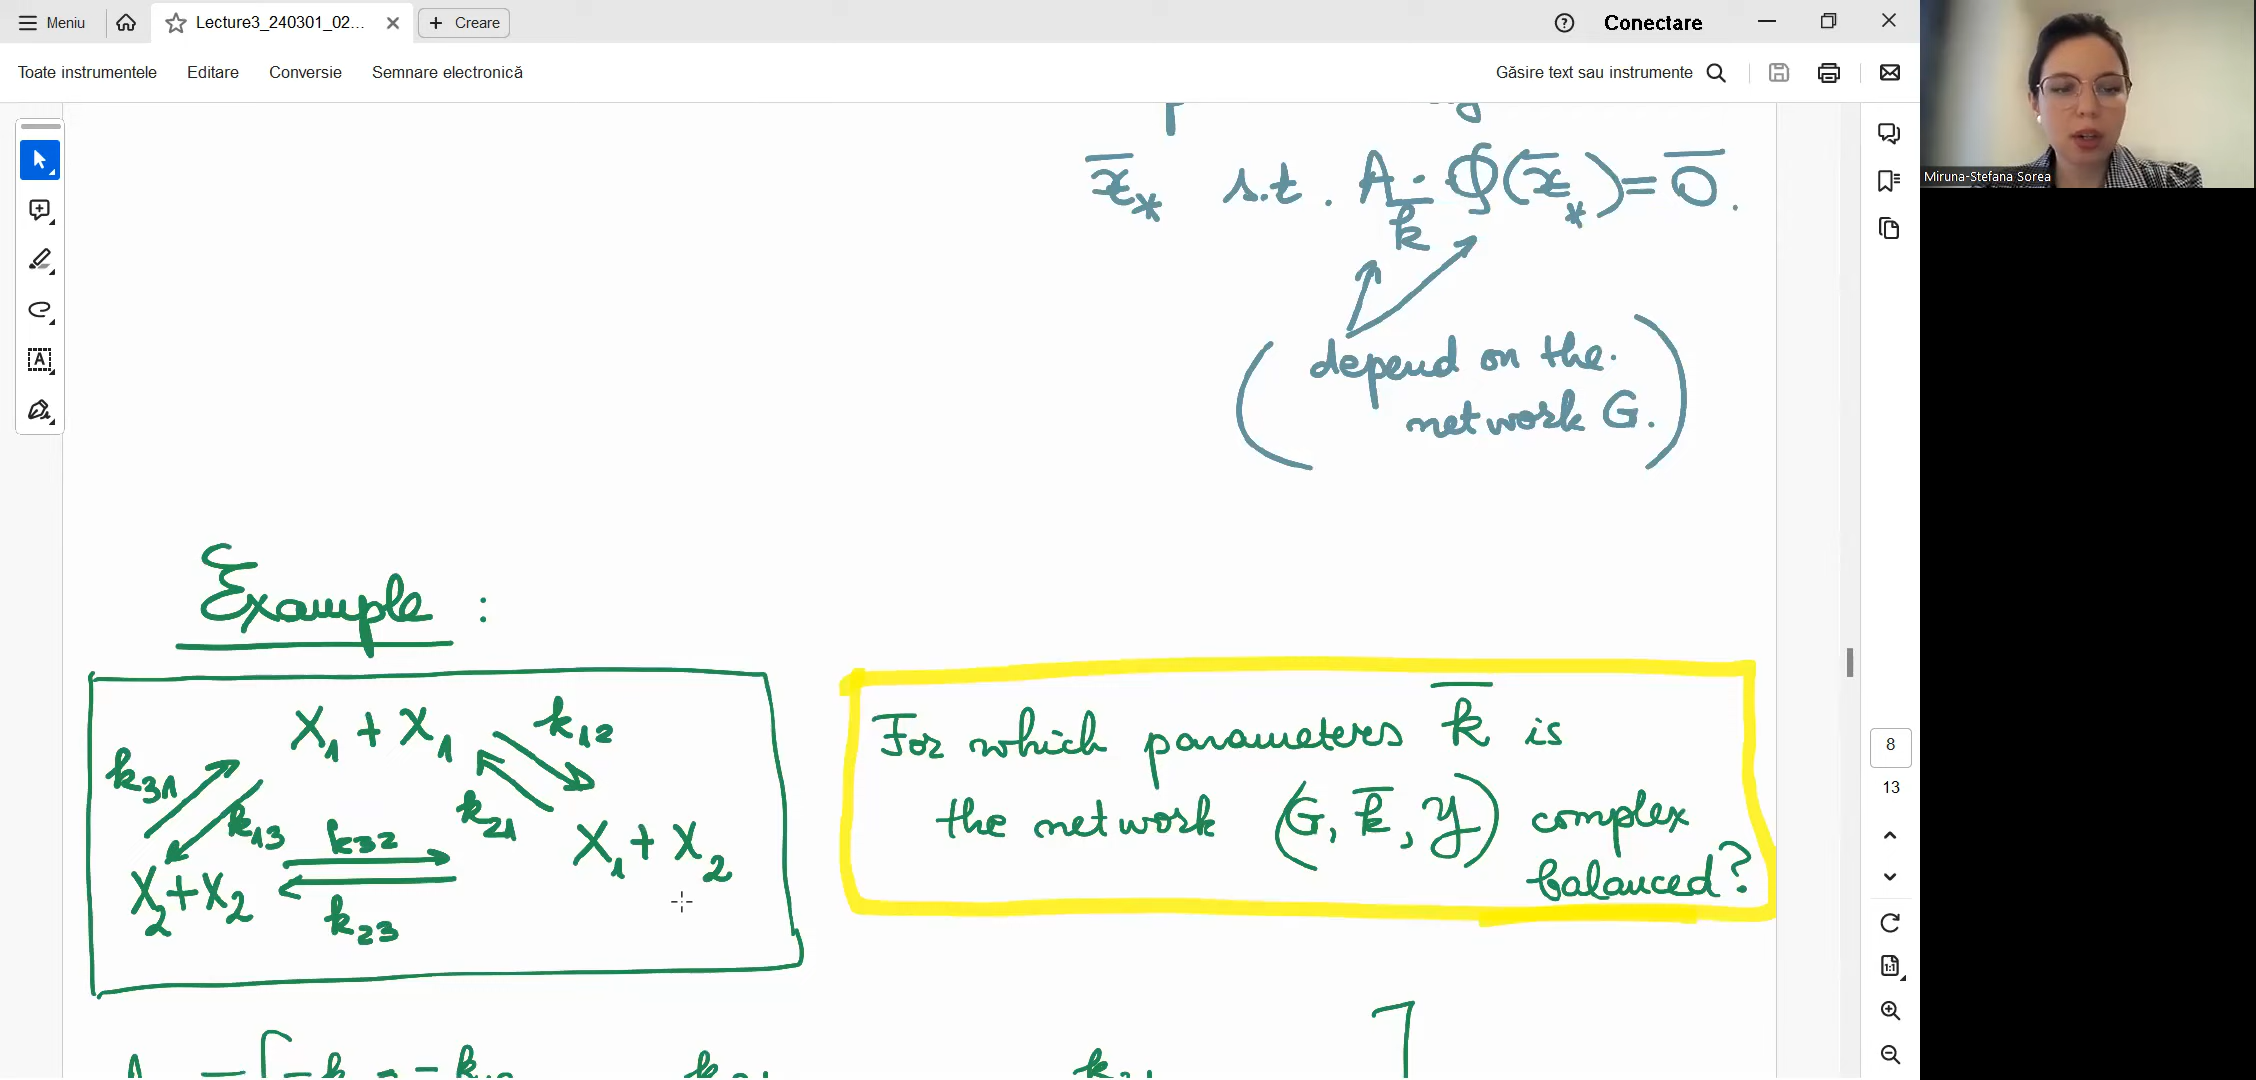 Meniu
Lecture3_240301_02...
Creare
Conectare
Toate instrumentele Editare Conversie Semnare electronică
Găsire text sau instrumente
Miruna-Stefana Sorea
x̄_* s.t. A_k̄ · Φ(x̄_*) = 0̄.
(depend on the
network G.)
Example :
X₁ + X₁
k₁₂
k₃₁
k₁₃
k₂₁
k₃₂
X₁ + X₂
X₂ + X₂
k₂₃
For which parameters k̄ is
the network (G, k̄, Y) complex
balanced?
8
13